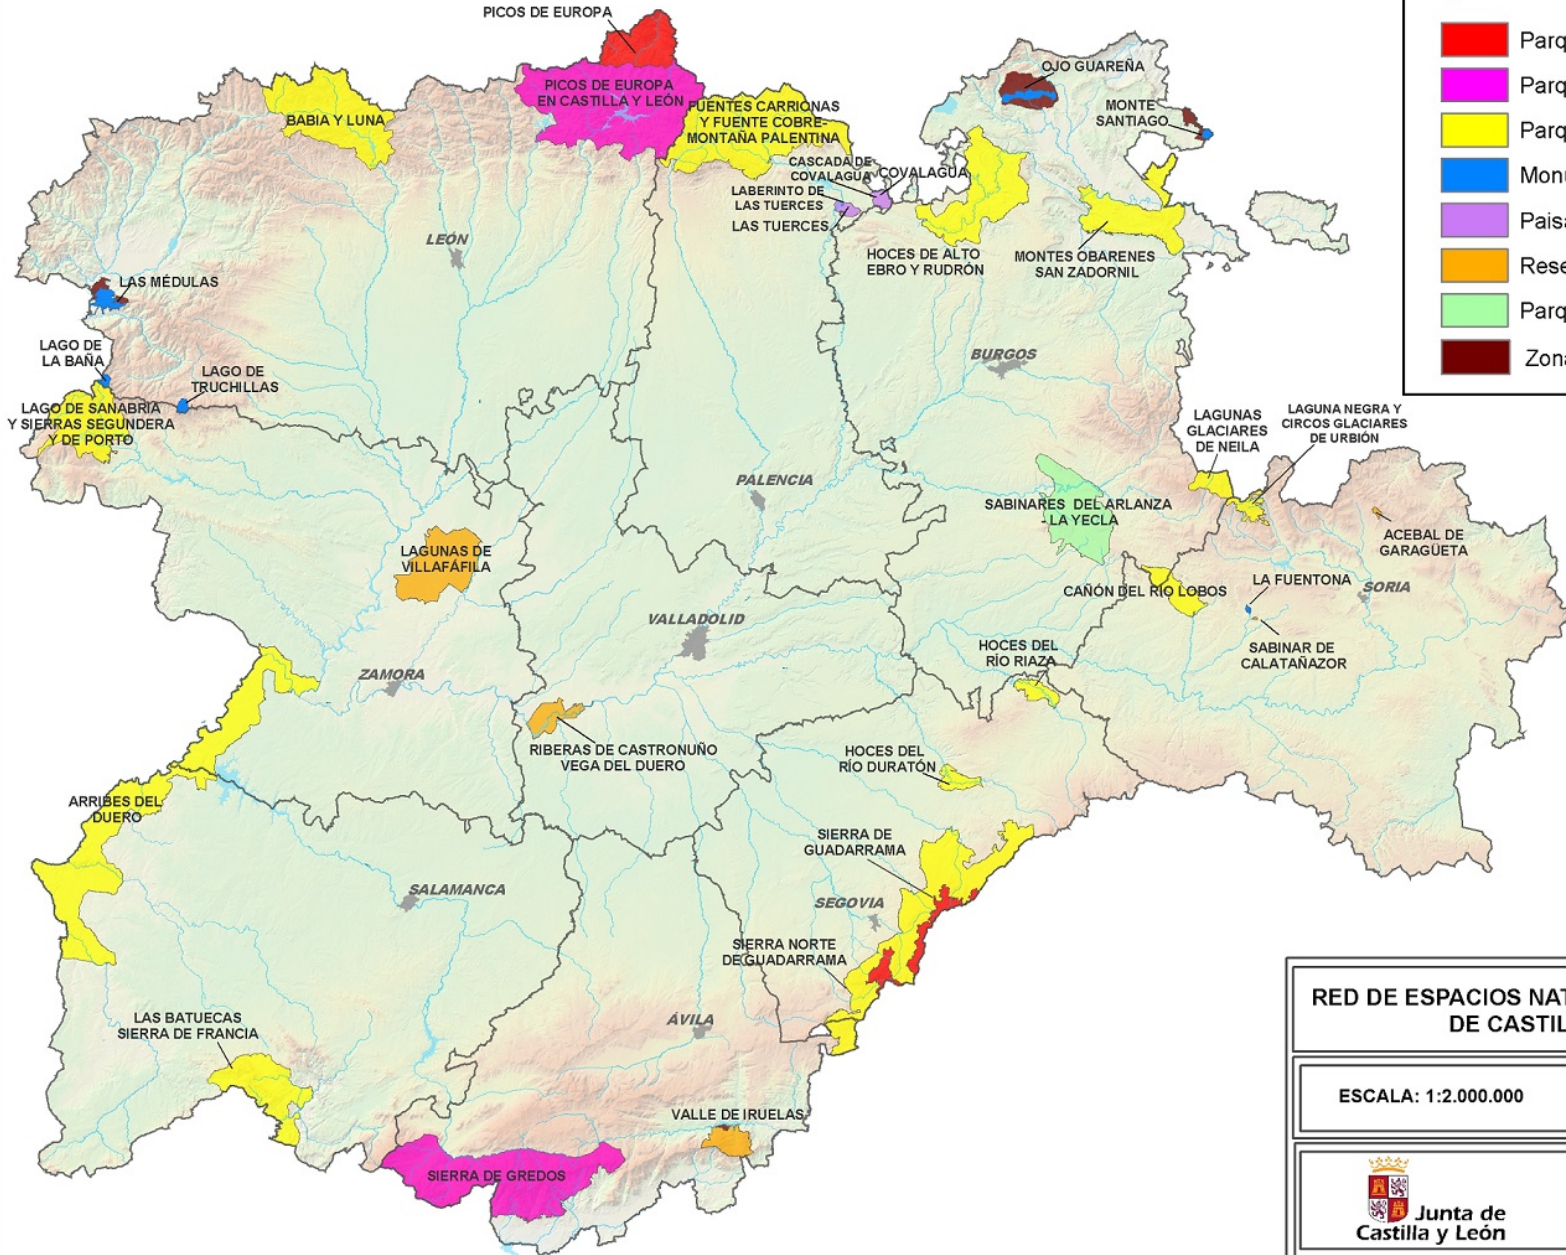 PICOS DE EUROPA
PICOS DE EUROPA
EN CASTILLA Y LEÓN
BABIA Y LUNA
FUENTES CARRIONAS
Y FUENTE COBRE-
MONTAÑA PALENTINA
OJO GUAREÑA
MONTE
SANTIAGO
CASCADA DE
COVALAGUA
COVALAGUA
LABERINTO DE
LAS TUERCES
LAS TUERCES
HOCES DE ALTO
EBRO Y RUDRÓN
MONTES OBARENES
SAN ZADORNIL
LEÓN
LAS MÉDULAS
LAGO DE
LA BAÑA
LAGO DE
TRUCHILLAS
LAGO DE SANABRIA
Y SIERRAS SEGUNDERA
Y DE PORTO
BURGOS
LAGUNAS
GLACIARES
DE NEILA
LAGUNA NEGRA Y
CIRCOS GLACIARES
DE URBIÓN
PALENCIA
SABINARES DEL ARLANZA
- LA YECLA
ACEBAL DE
GARAGÜETA
LAGUNAS DE
VILLAFÁFILA
CAÑÓN DEL RÍO LOBOS
LA FUENTONA
SORIA
SABINAR DE
CALATAÑAZOR
VALLADOLID
ZAMORA
HOCES DEL
RÍO RIAZA
RIBERAS DE CASTRONUÑO
VEGA DEL DUERO
HOCES DEL
RÍO DURATÓN
ARRIBES DEL
DUERO
SIERRA DE
GUADARRAMA
SALAMANCA
SEGOVIA
SIERRA NORTE
DE GUADARRAMA
LAS BATUECAS
SIERRA DE FRANCIA
ÁVILA
VALLE DE IRUELAS
SIERRA DE GREDOS
Parq
Parq
Parq
Monu
Paisa
Rese
Parq
Zona
RED DE ESPACIOS NAT
DE CASTIL
ESCALA: 1:2.000.000
Junta de
Castilla y León